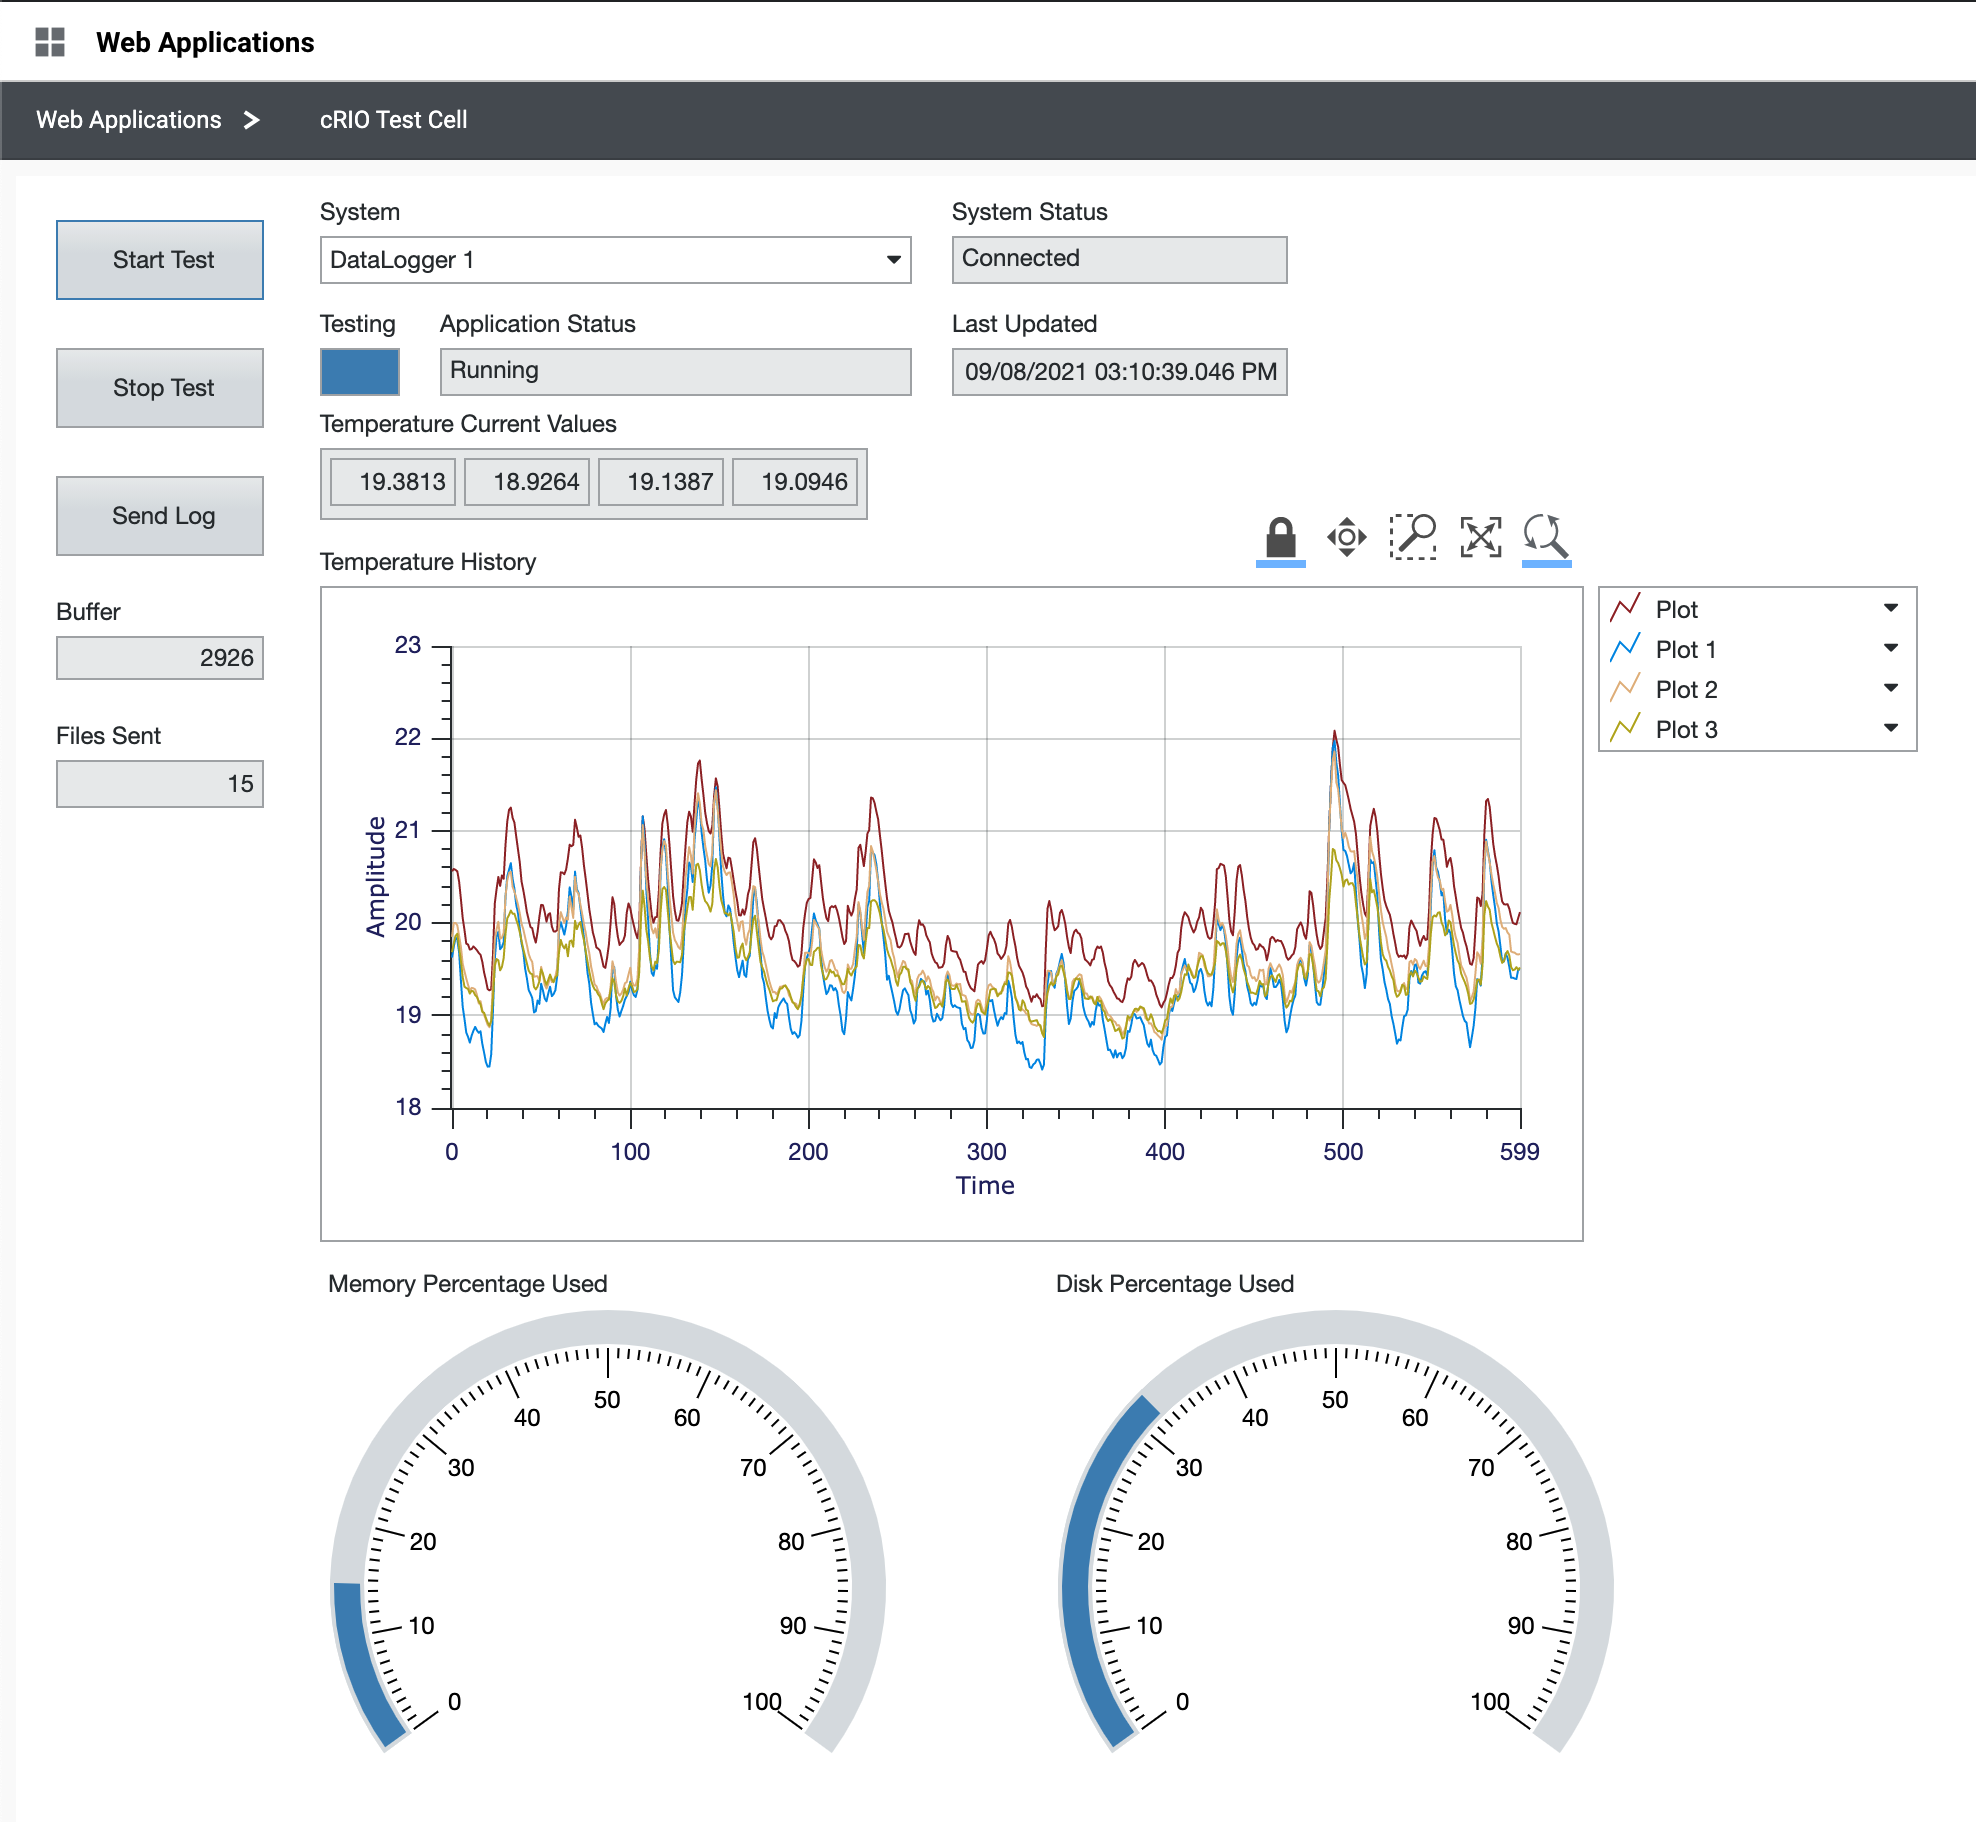 Web Applications
Web Applications
cRIO Test Cell
Start Test
Stop Test
Send Log
Buffer
2926
Files Sent
15
System
DataLogger 1
System Status
Connected
Testing
Application Status
Running
Last Updated
09/08/2021 03:10:39.046 PM
Temperature Current Values
19.3813 18.9264 19.1387 19.0946
Temperature History
Plot
Plot 1
Plot 2
Plot 3
23
22
21
20
19
18
Amplitude
0 100 200 300 400 500 599
Time
Memory Percentage Used
0
10
20
30
40
50
60
70
80
90
100
Disk Percentage Used
0
10
20
30
40
50
60
70
80
90
100